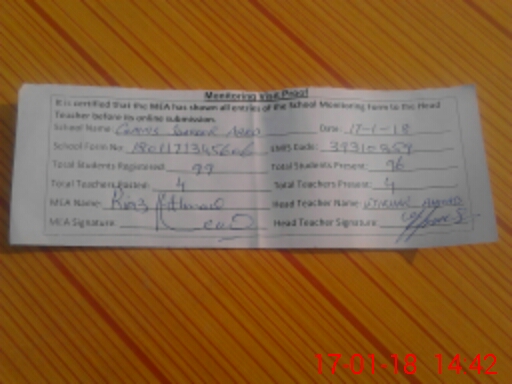 Monitoring Visit Proof
It is certified that the MEA has shown all entries of the School Monitoring Form to the Head
Teacher before its online submission.
School Name: Date: 17-1-18
School Form No: EMIS Code:
Total Students Registered: 99 Total Students Present: 96
Total Teachers Posted: 4 Total Teachers Present: 4
MEA Name: Riaz Ahmad Head Teacher Name: Ahmad
MEA Signature: Head Teacher Signature:
17-01-18 14:42